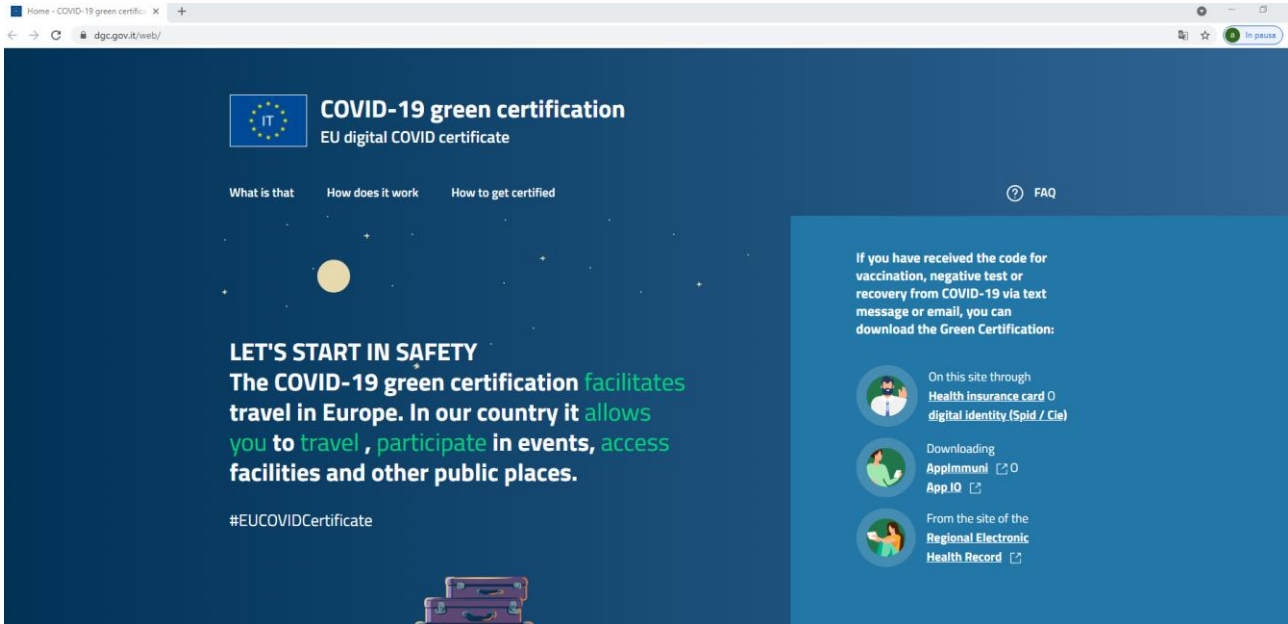 Home - COVID-19 green certific
dgc.gov.it/web/
a In pausa
IT
COVID-19 green certification
EU digital COVID certificate
What is that How does it work How to get certified
? FAQ
If you have received the code for
vaccination, negative test or
recovery from COVID-19 via text
message or email, you can
download the Green Certification:
LET'S START IN SAFETY
The COVID-19 green certification facilitates
travel in Europe. In our country it allows
you to travel , participate in events, access
facilities and other public places.
#EUCOVIDCertificate
On this site through
Health insurance card O
digital identity (Spid / Cie)
Downloading
AppImmuni O
App IO
From the site of the
Regional Electronic
Health Record